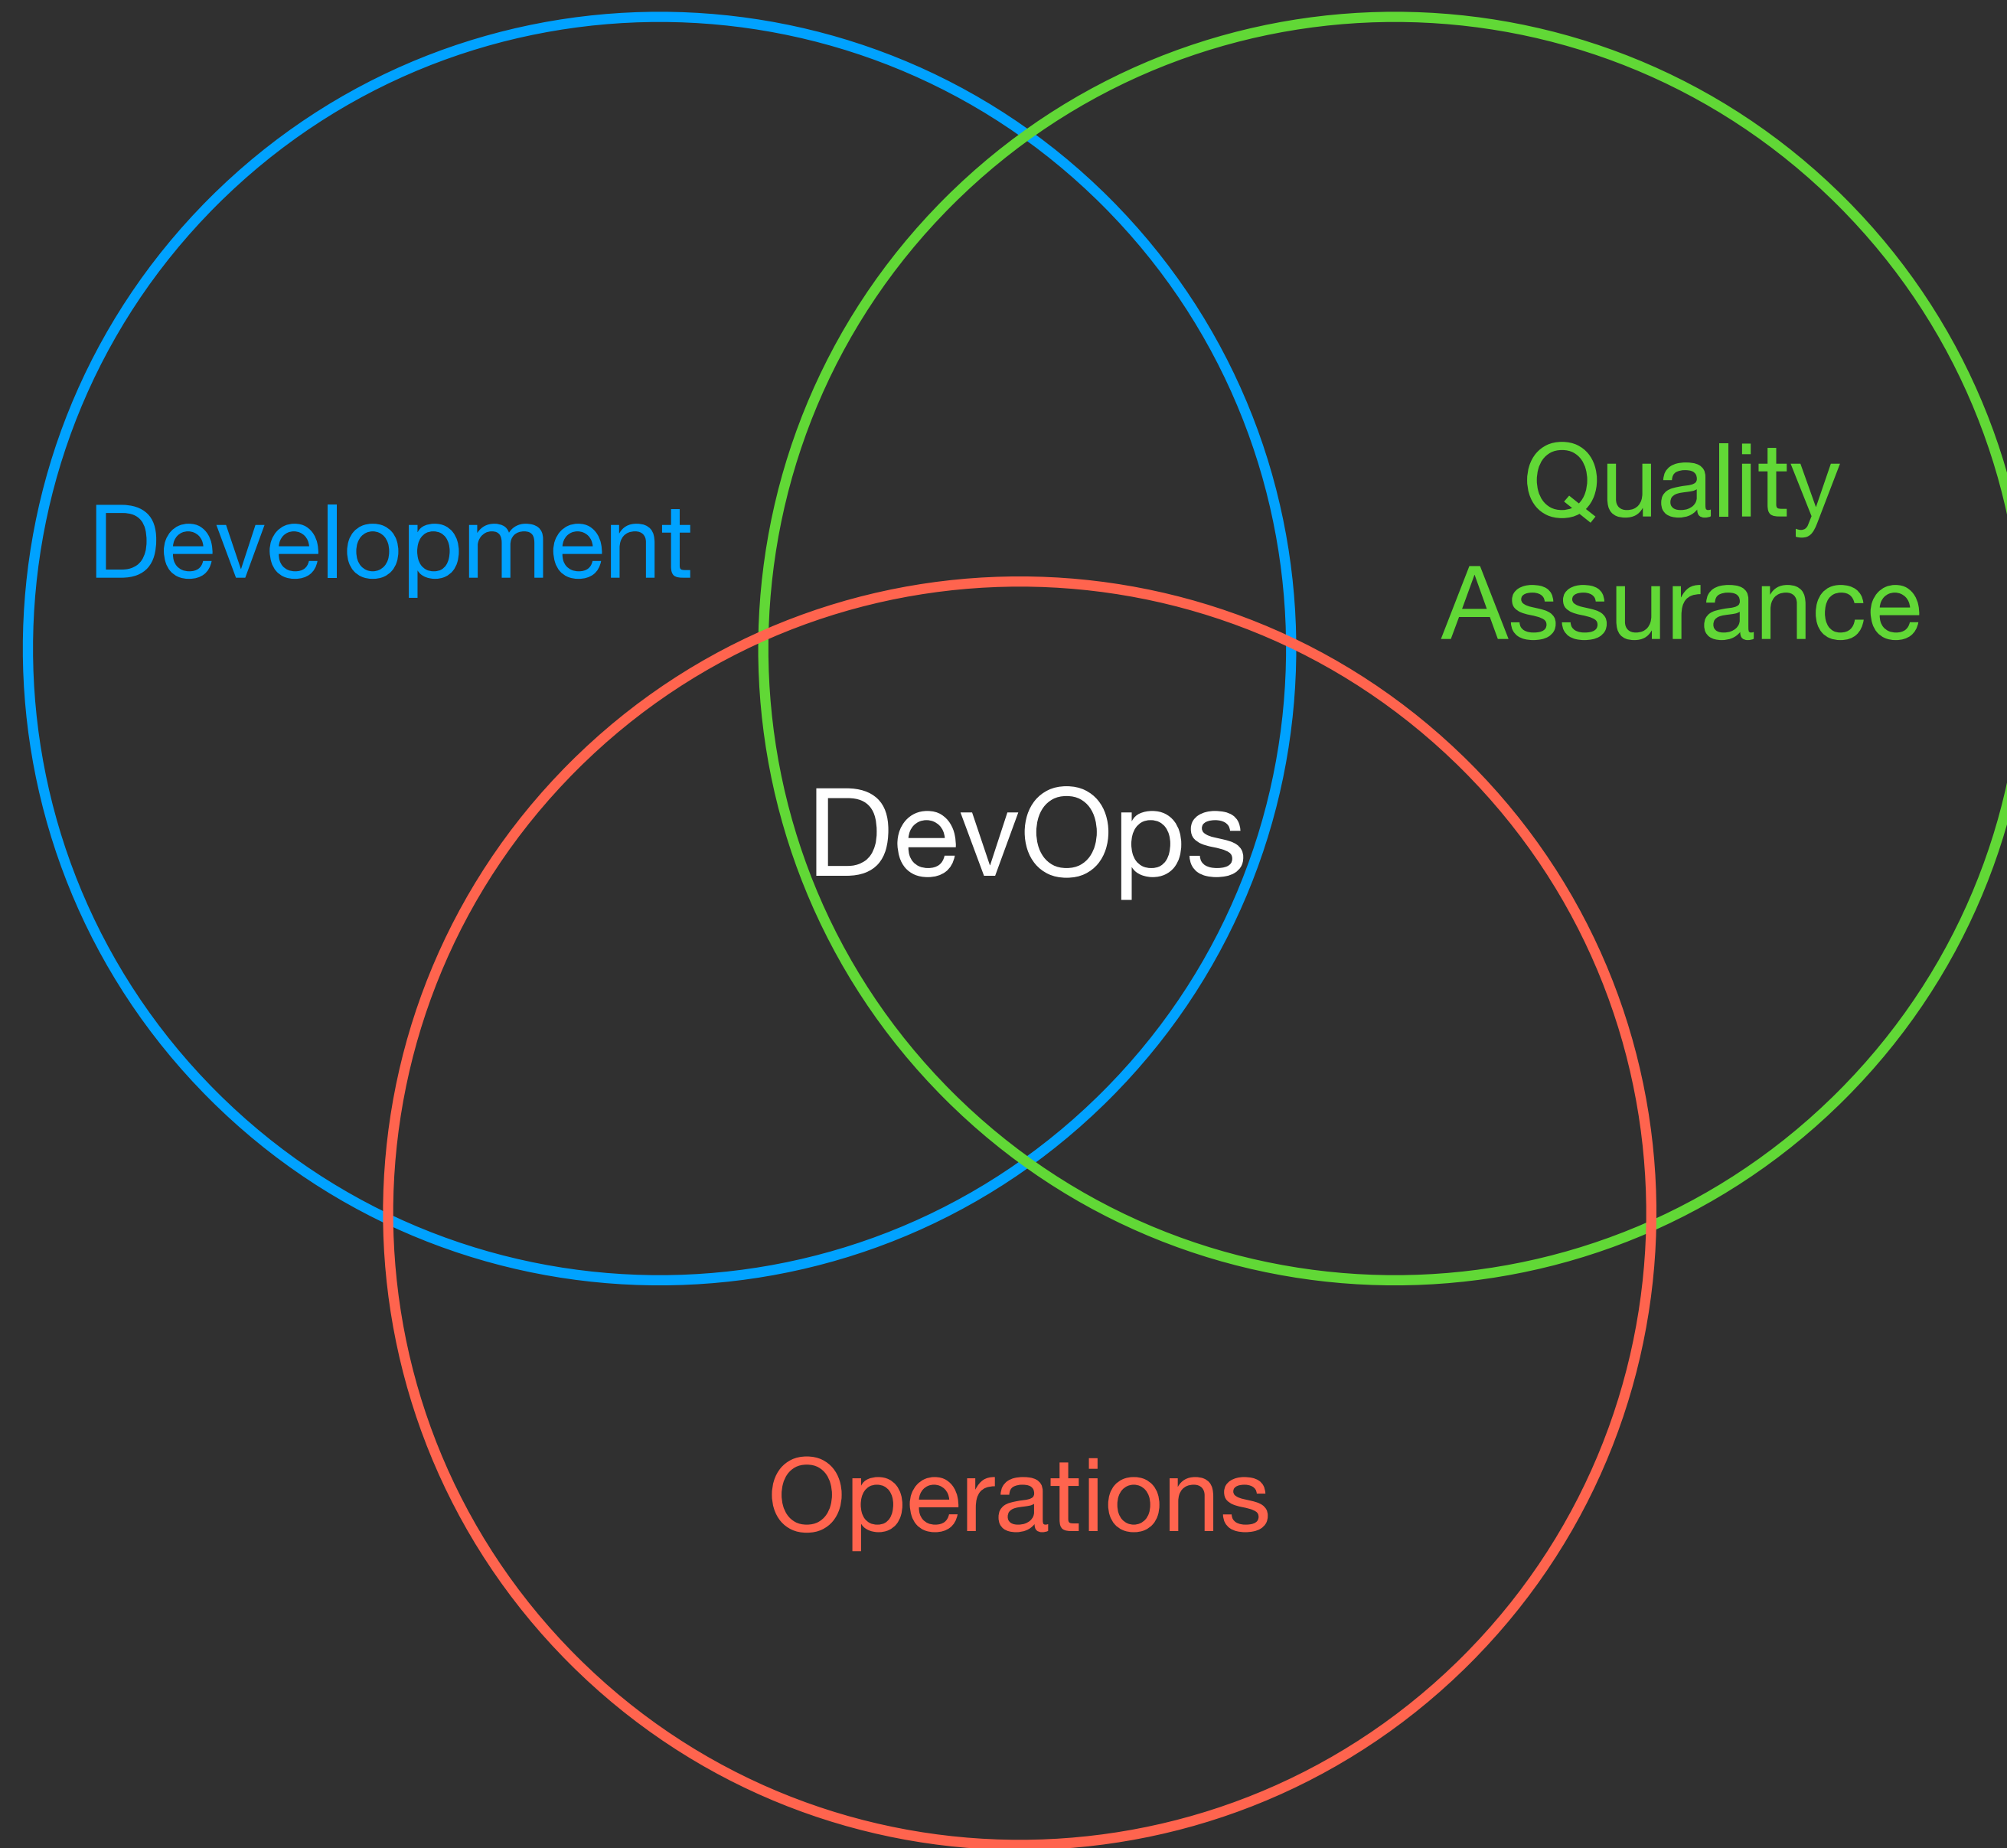 Development
Quality
Assurance
DevOps
Operations